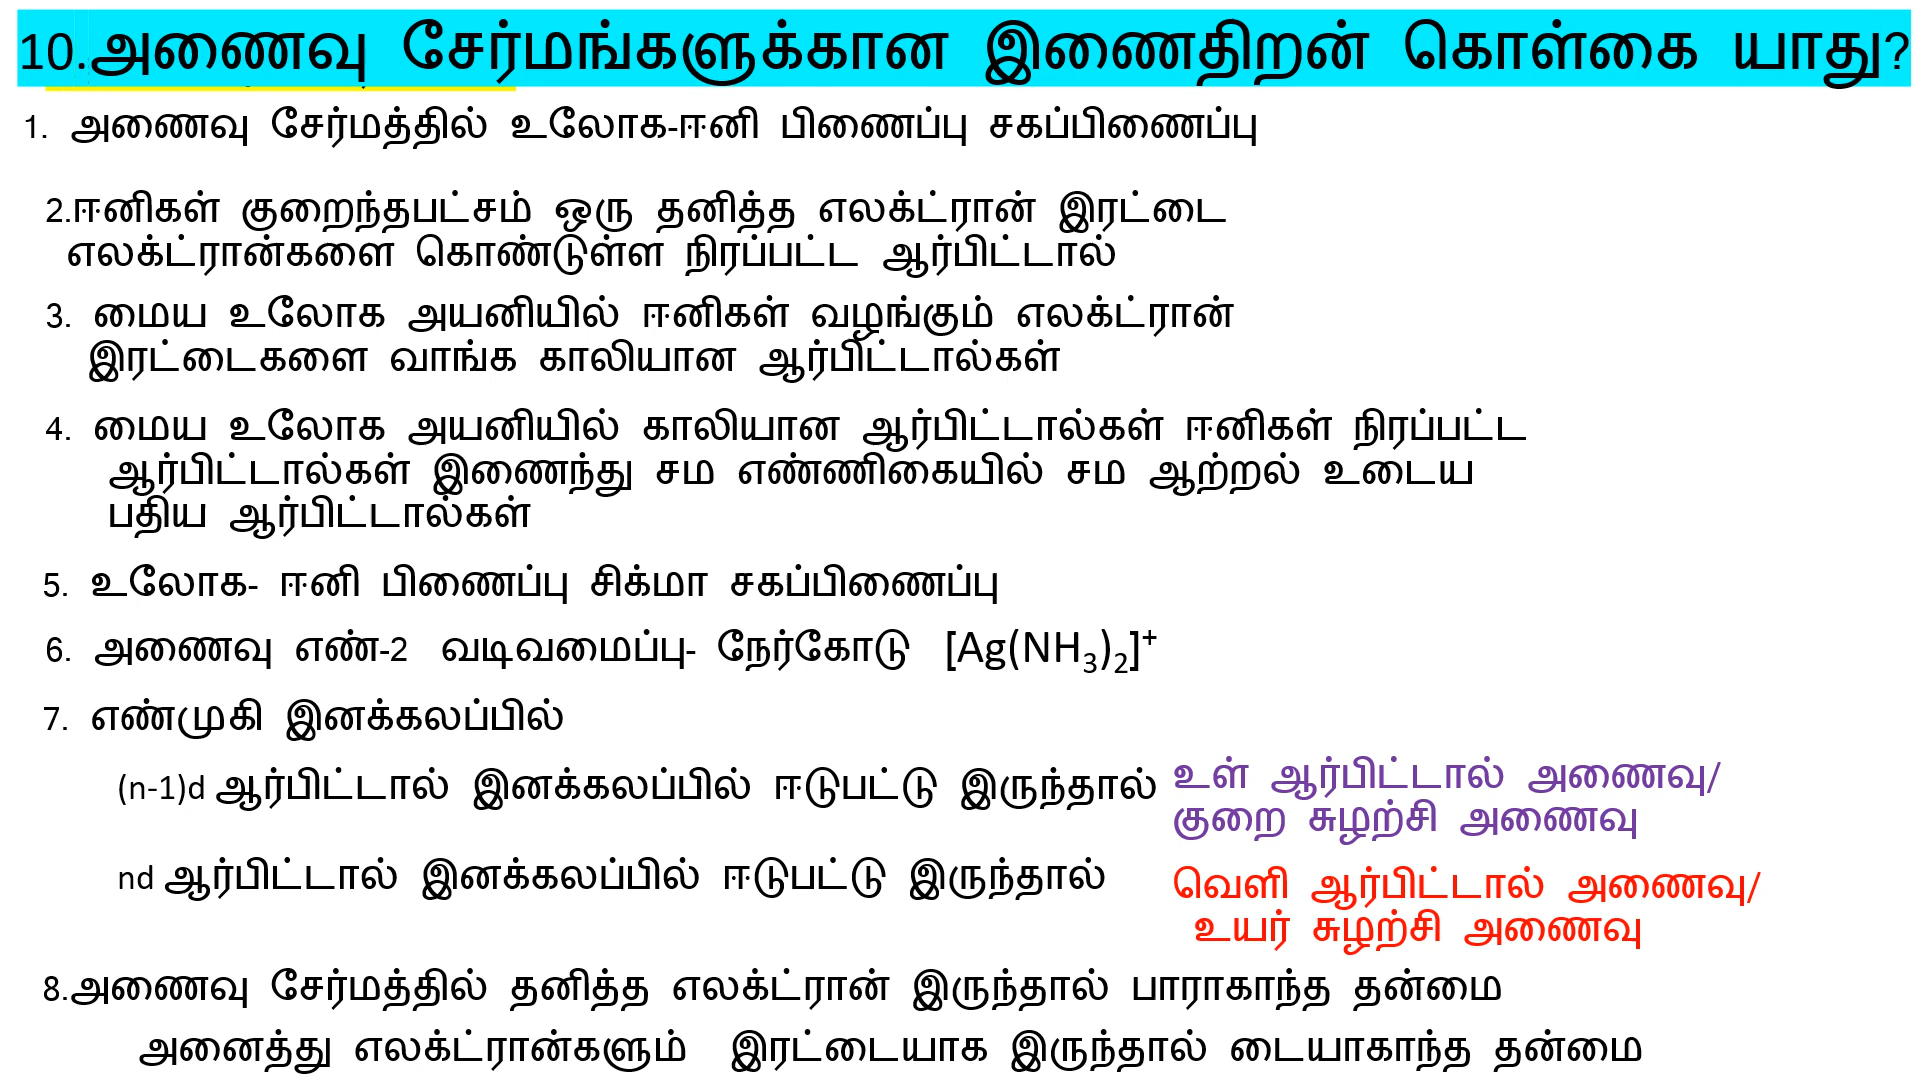 10.அணைவு சேர்மங்களுக்கான இணைதிறன் கொள்கை யாது?
1. அணைவு சேர்மத்தில் உலோக-ஈனி பிணைப்பு சகப்பிணைப்பு
2.ஈனிகள் குறைந்தபட்சம் ஒரு தனித்த எலக்ட்ரான் இரட்டை
எலக்ட்ரான்களை கொண்டுள்ள நிரப்பட்ட ஆர்பிட்டால்
3. மைய உலோக அயனியில் ஈனிகள் வழங்கும் எலக்ட்ரான்
இரட்டைகளை வாங்க காலியான ஆர்பிட்டால்கள்
4. மைய உலோக அயனியில் காலியான ஆர்பிட்டால்கள் ஈனிகள் நிரப்பட்ட
ஆர்பிட்டால்கள் இணைந்து சம எண்ணிகையில் சம ஆற்றல் உடைய
பதிய ஆர்பிட்டால்கள்
5. உலோக- ஈனி பிணைப்பு சிக்மா சகப்பிணைப்பு
6. அணைவு எண்-2 வடிவமைப்பு- நேர்கோடு [Ag(NH₃)₂]⁺
7. எண்முகி இனக்கலப்பில்
(n-1)d ஆர்பிட்டால் இனக்கலப்பில் ஈடுபட்டு இருந்தால் உள் ஆர்பிட்டால் அணைவு/
குறை சுழற்சி அணைவு
nd ஆர்பிட்டால் இனக்கலப்பில் ஈடுபட்டு இருந்தால் வெளி ஆர்பிட்டால் அணைவு/
உயர் சுழற்சி அணைவு
8.அணைவு சேர்மத்தில் தனித்த எலக்ட்ரான் இருந்தால் பாராகாந்த தன்மை
அனைத்து எலக்ட்ரான்களும் இரட்டையாக இருந்தால் டையாகாந்த தன்மை